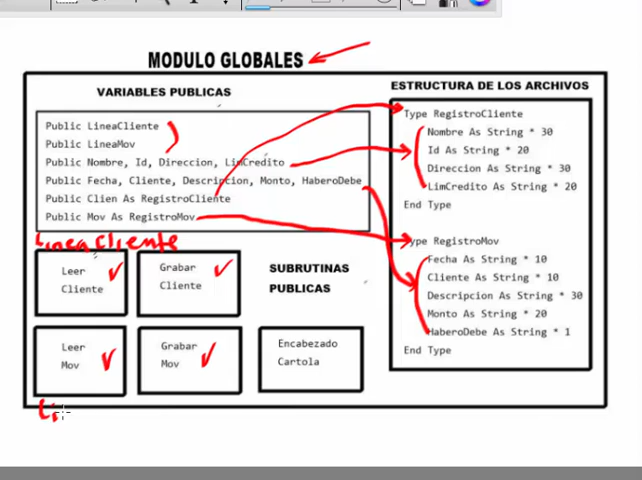 MODULO GLOBALES
VARIABLES PUBLICAS
Public LineaCliente
Public LineaMov
Public Nombre, Id, Direccion, LimCredito
Public Fecha, Cliente, Descripcion, Monto, HaberoDebe
Public Clien As RegistroCliente
Public Mov As RegistroMov
LineaCliente
Leer
Cliente
Grabar
Cliente
SUBRUTINAS
PUBLICAS
Leer
Mov
Grabar
Mov
Encabezado
Cartola
Li
ESTRUCTURA DE LOS ARCHIVOS
Type RegistroCliente
Nombre As String * 30
Id As String * 20
Direccion As String * 30
LimCredito As String * 20
End Type
Type RegistroMov
Fecha As String * 10
Cliente As String * 10
Descripcion As String * 30
Monto As String * 20
HaberoDebe As String * 1
End Type